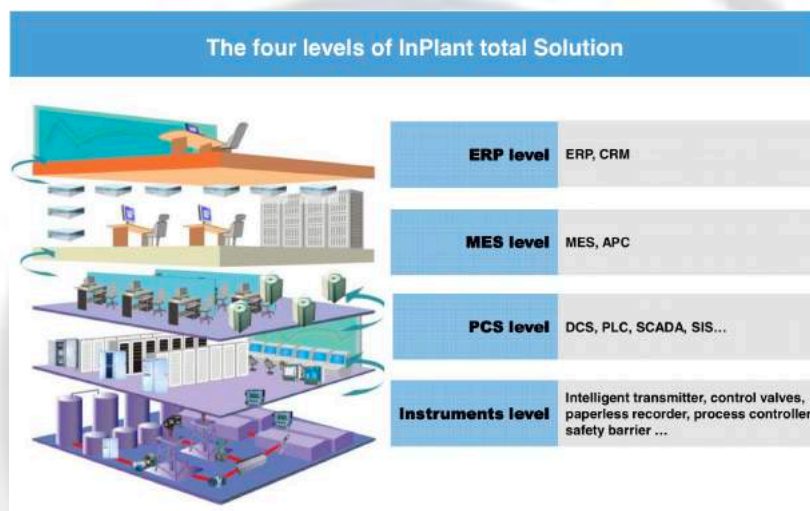 The four levels of InPlant total Solution
ERP level
ERP, CRM
MES level
MES, APC
PCS level
DCS, PLC, SCADA, SIS...
Instruments level
Intelligent transmitter, control valves,
paperless recorder, process controller
safety barrier ...